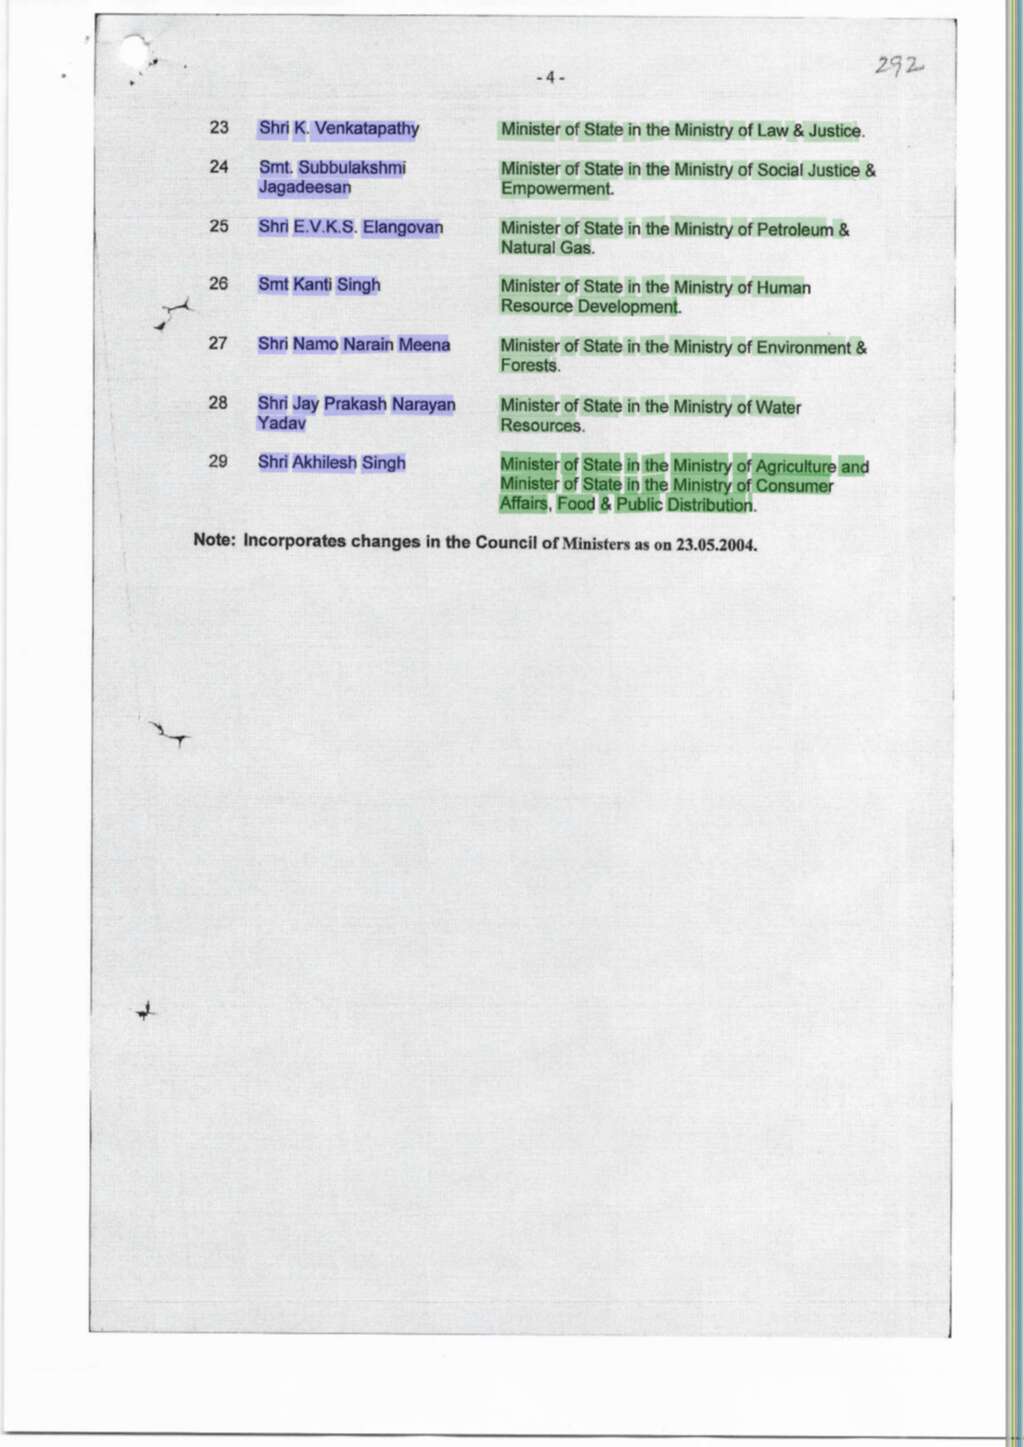 292
-4-
23 Shri K. Venkatapathy Minister of State in the Ministry of Law & Justice.
24 Smt. Subbulakshmi Minister of State in the Ministry of Social Justice &
Jagadeesan Empowerment.
25 Shri E.V.K.S. Elangovan Minister of State in the Ministry of Petroleum &
Natural Gas.
26 Smt Kanti Singh Minister of State in the Ministry of Human
Resource Development.
27 Shri Namo Narain Meena Minister of State in the Ministry of Environment &
Forests.
28 Shri Jay Prakash Narayan Minister of State in the Ministry of Water
Yadav Resources.
29 Shri Akhilesh Singh Minister of State in the Ministry of Agriculture and
Minister of State in the Ministry of Consumer
Affairs, Food & Public Distribution.
Note: Incorporates changes in the Council of Ministers as on 23.05.2004.